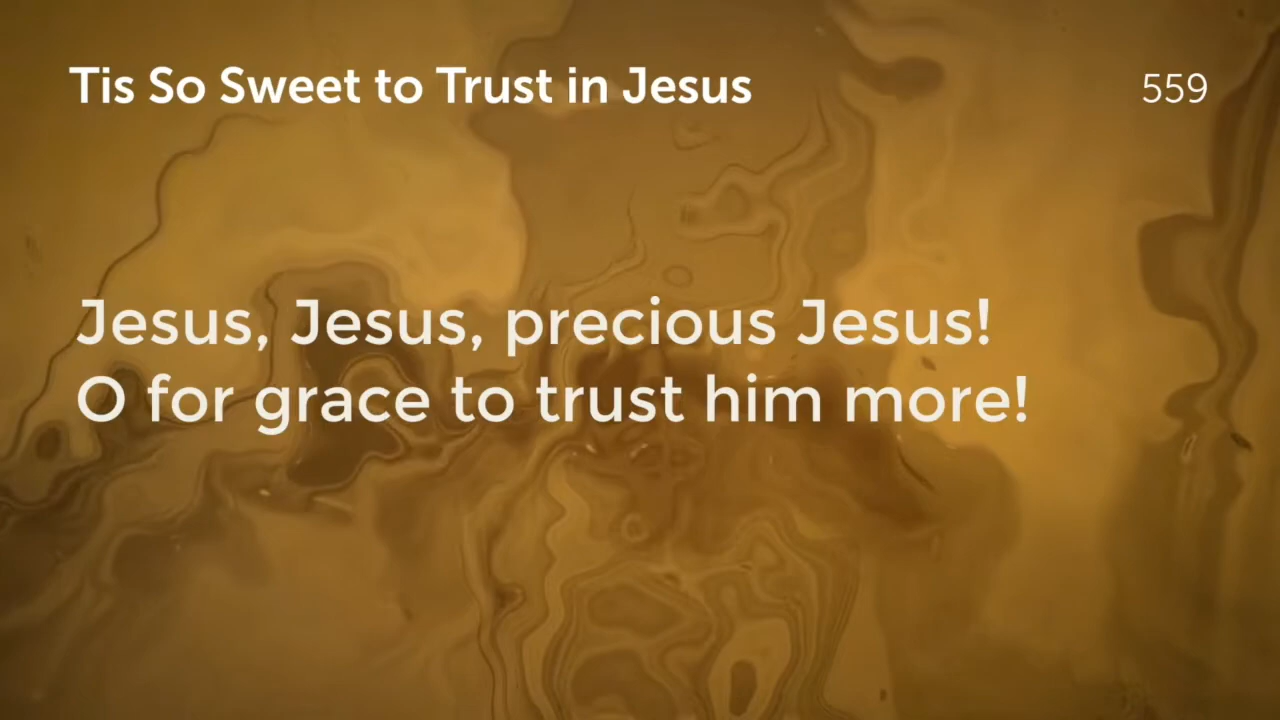 Tis So Sweet to Trust in Jesus
559
Jesus, Jesus, precious Jesus!
O for grace to trust him more!